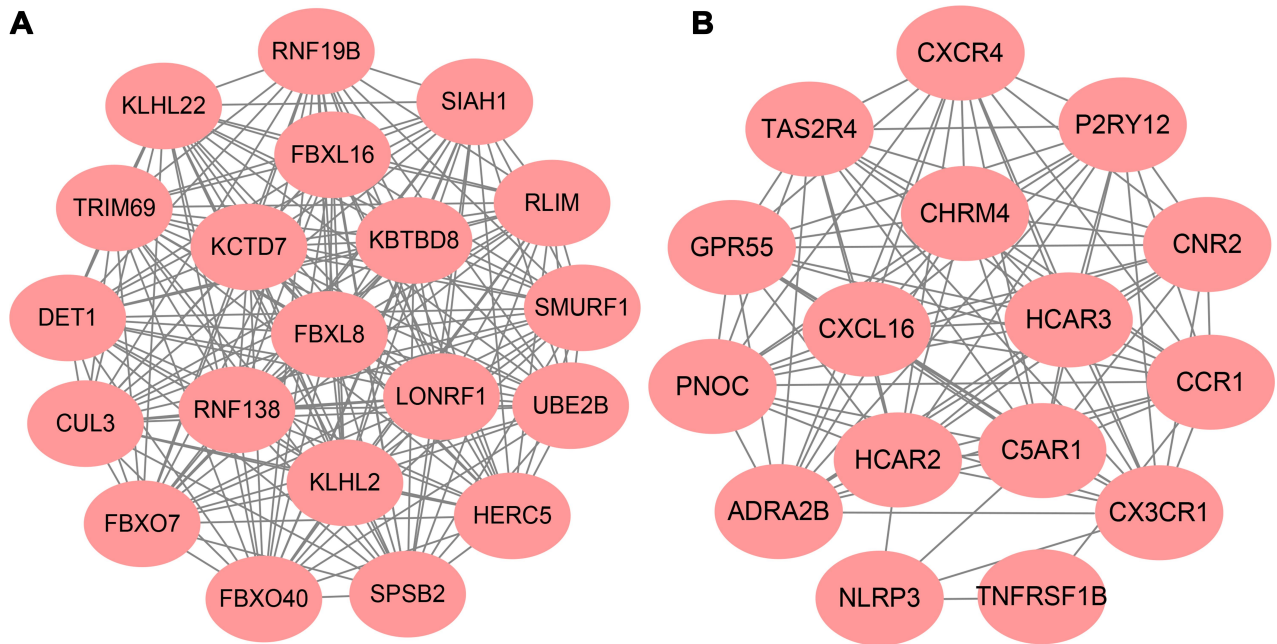 A
RNF19B
KLHL22
SIAH1
FBXL16
TRIM69
RLIM
KCTD7
KBTBD8
DET1
FBXL8
SMURF1
CUL3
RNF138
LONRF1
UBE2B
KLHL2
FBXO7
HERC5
FBXO40
SPSB2
B
CXCR4
TAS2R4
P2RY12
CHRM4
GPR55
CNR2
CXCL16
HCAR3
PNOC
CCR1
HCAR2
C5AR1
ADRA2B
CX3CR1
NLRP3
TNFRSF1B